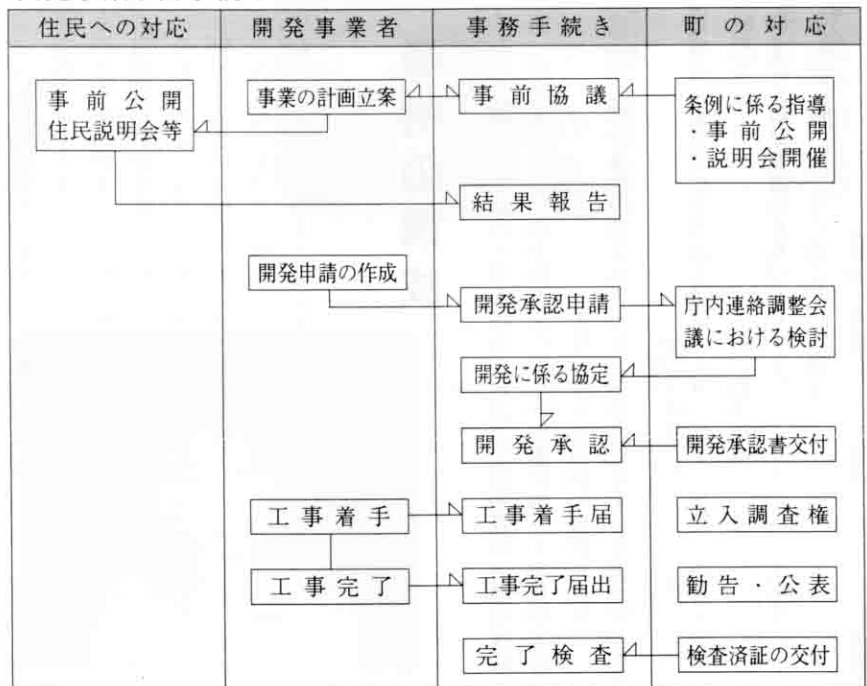 住民への対応
開発事業者
事務手続き
町の対応
事前公開
住民説明会等
事業の計画立案
事前協議
条例に係る指導
・事前公開
・説明会開催
結果報告
開発申請の作成
開発承認申請
庁内連絡調整会
議における検討
開発に係る協定
開発承認
開発承認書交付
工事着手
工事着手届
立入調査権
工事完了
工事完了届出
勧告・公表
完了検査
検査済証の交付